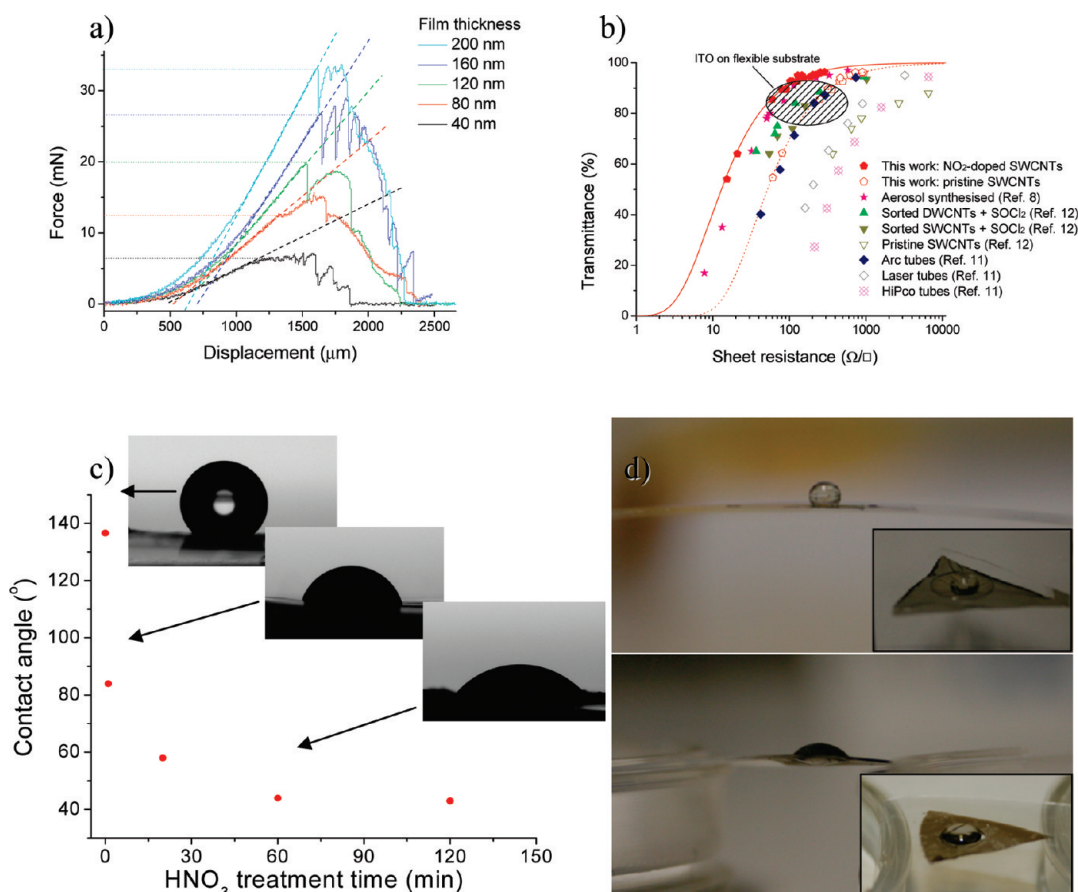 a)
Film thickness
200 nm
160 nm
120 nm
80 nm
40 nm
Force (mN)
40
30
20
10
0
0 500 1000 1500 2000 2500
Displacement (μm)
b)
ITO on flexible substrate
Transmittance (%)
100
80
60
40
20
0
This work: NO₂-doped SWCNTs
This work: pristine SWCNTs
Aerosol synthesised (Ref. 8)
Sorted DWCNTs + SOCl₂ (Ref. 12)
Sorted SWCNTs + SOCl₂ (Ref. 12)
Pristine SWCNTs (Ref. 12)
Arc tubes (Ref. 11)
Laser tubes (Ref. 11)
HiPco tubes (Ref. 11)
1 10 100 1000 10000
Sheet resistance (Ω/□)
c)
Contact angle (°)
140
120
100
80
60
40
0 30 60 90 120 150
HNO₃ treatment time (min)
d)